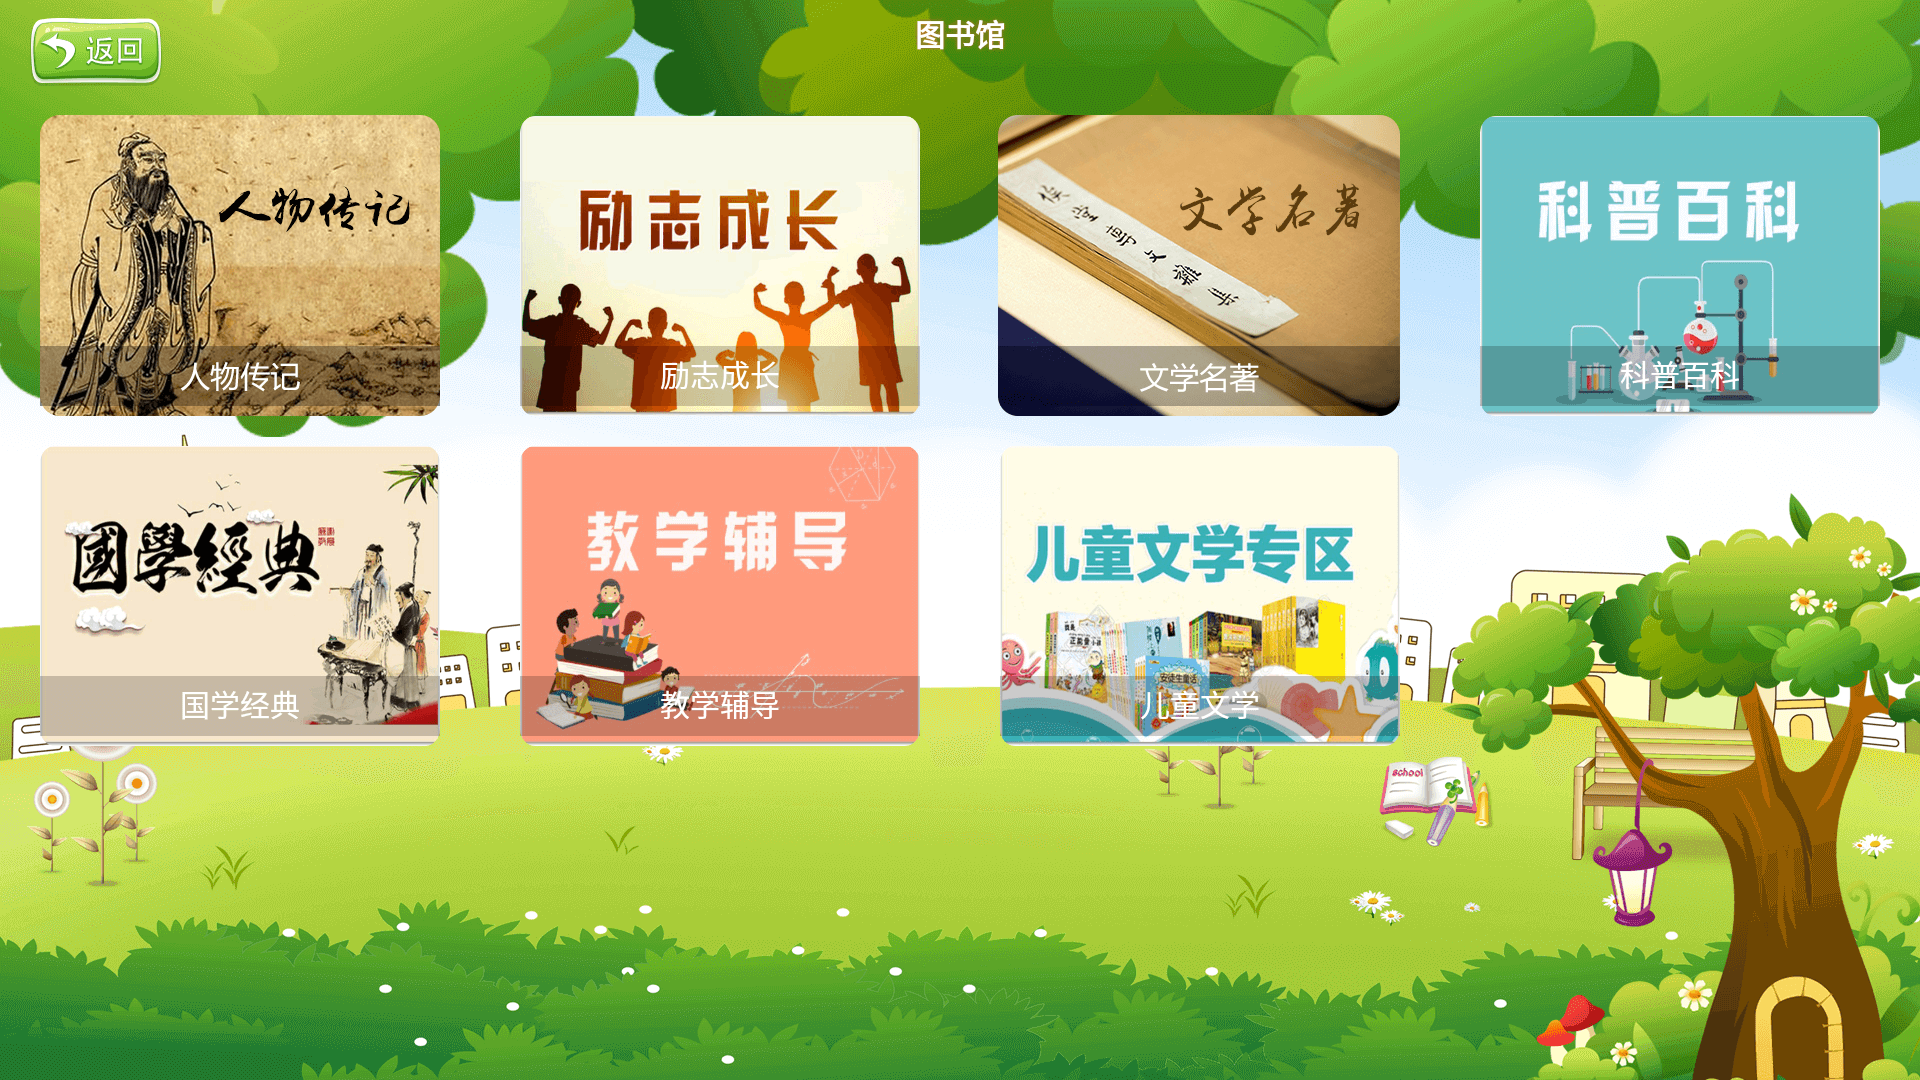 返回
图书馆
人物传记
人物传记
励志成长
励志成长
文学名著
文学名著
科普百科
科普百科
國學經典
国学经典
教学辅导
教学辅导
儿童文学专区
儿童文学
school